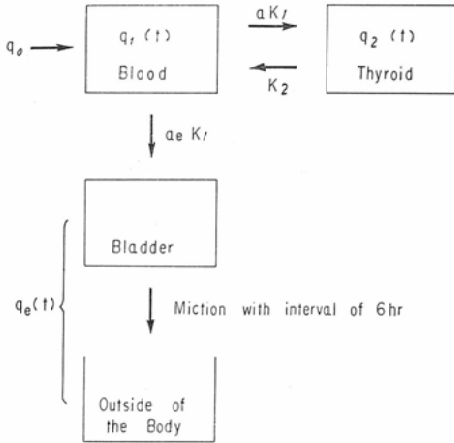 q₀
q₁ (t)
Blood
aK₁
K₂
q₂ (t)
Thyroid
ae K₁
Bladder
qe(t)
Miction with interval of 6hr
Outside of
the Body